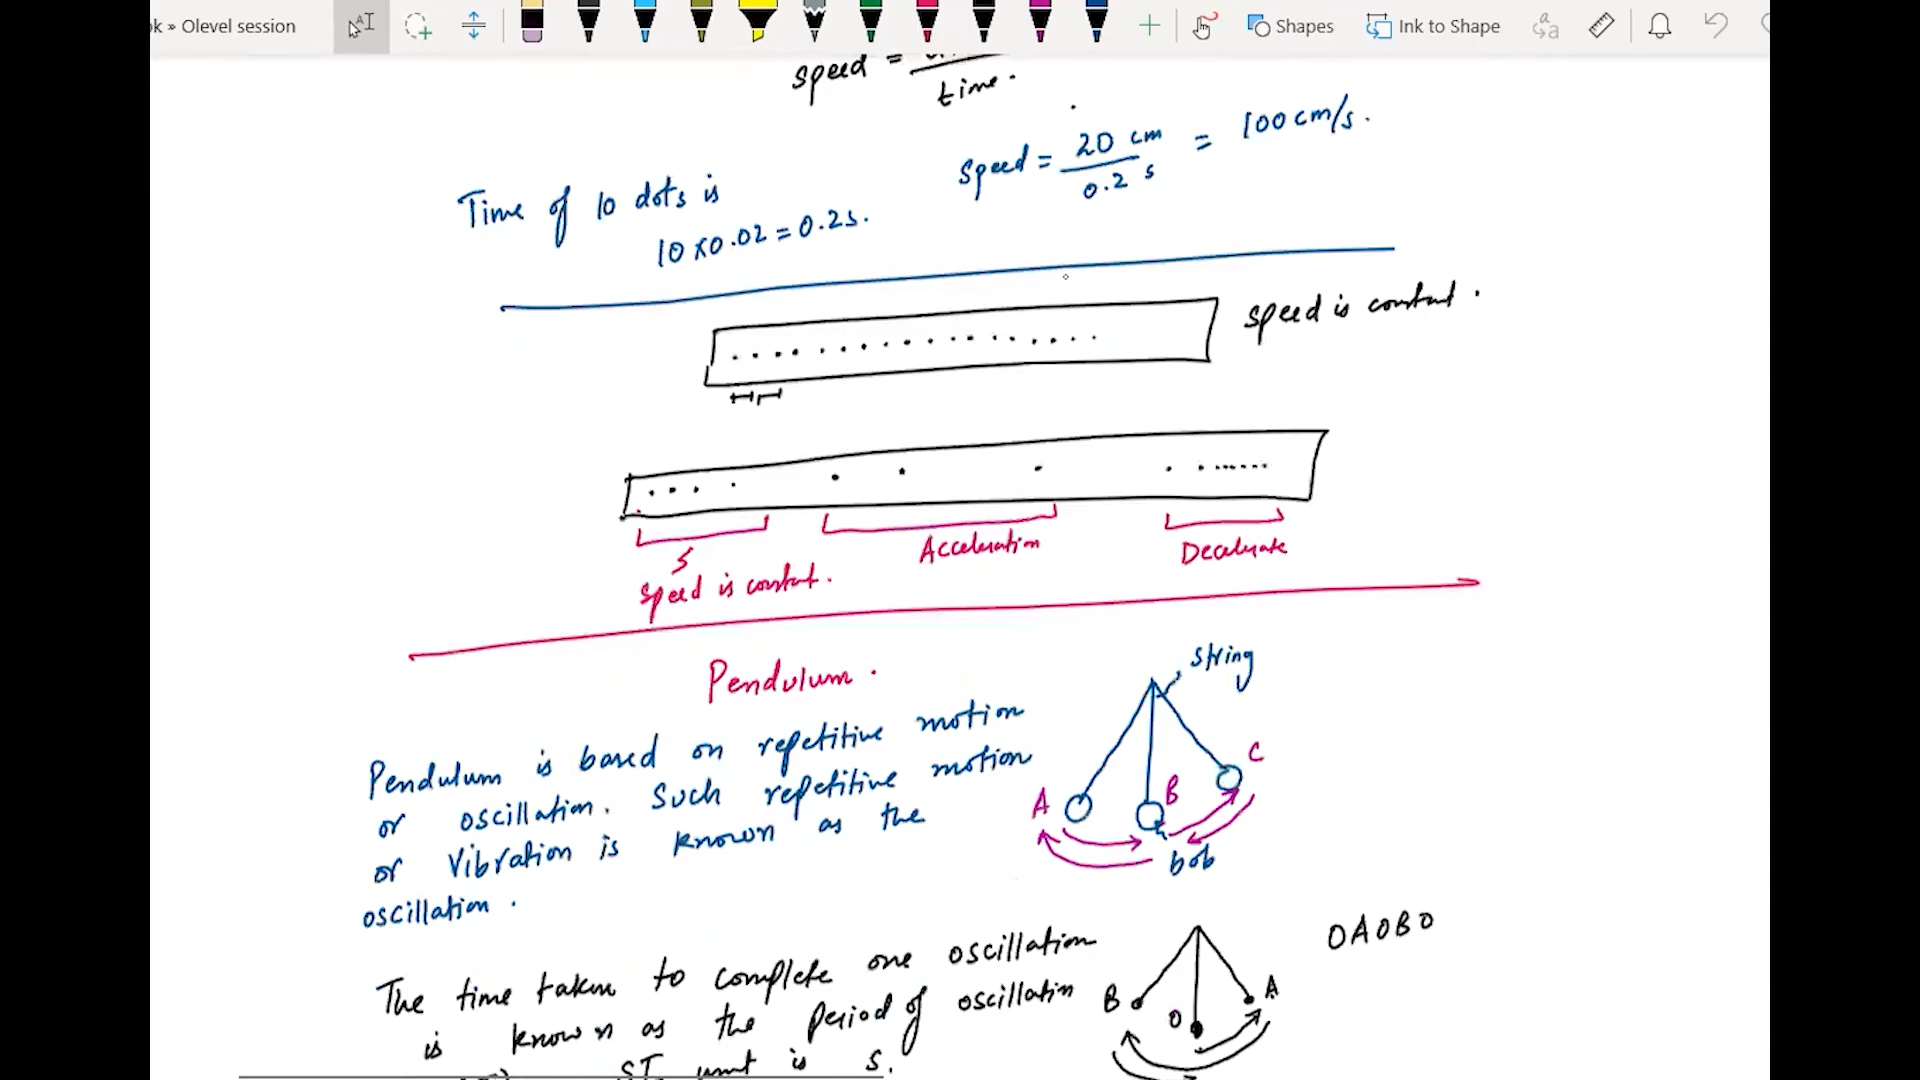 ok » Olevel session
Shapes
Ink to Shape
speed =
time.
Speed = 20 cm = 100 cm/s.
0.2 s
Time of 10 dots is
10 x 0.02 = 0.2s.
speed is constant.
S
speed is constant.
Acceleration
Decelerate
Pendulum.
string
Pendulum is based on repetitive motion
or oscillation. Such repetitive motion
or vibration is known as the
oscillation.
A
B
C
bob
The time taken to complete one oscillation
is known as the period of oscillation
SI unit is s.
B
O
A
OAOBO